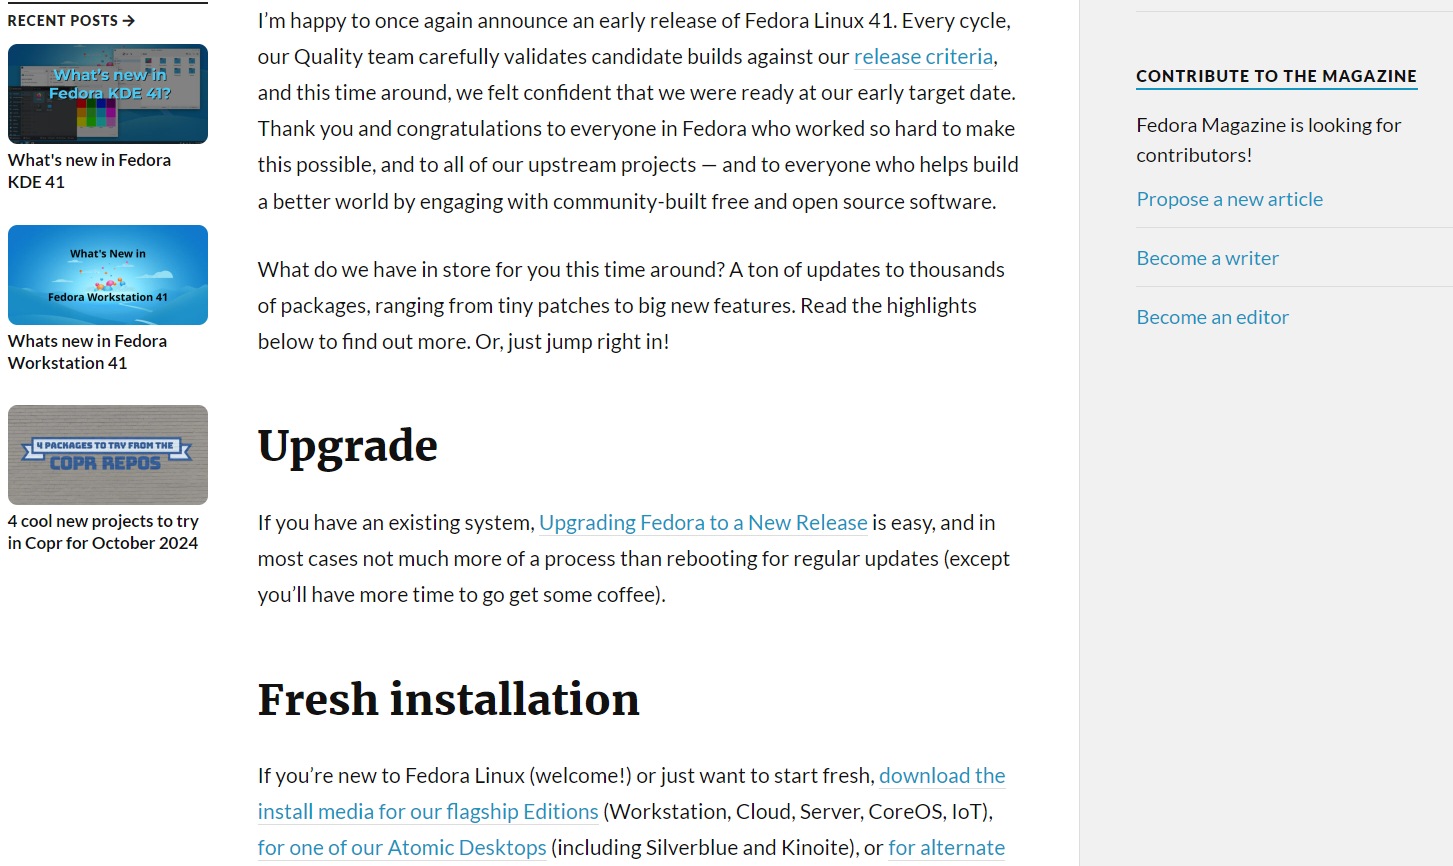 RECENT POSTS →
What's new in
Fedora KDE 41?
What's new in Fedora
KDE 41
What's New in
Fedora Workstation 41
Whats new in Fedora
Workstation 41
4 PACKAGES TO TRY FROM THE
COPR REPOS
4 cool new projects to try
in Copr for October 2024
I’m happy to once again announce an early release of Fedora Linux 41. Every cycle,
our Quality team carefully validates candidate builds against our release criteria,
and this time around, we felt confident that we were ready at our early target date.
Thank you and congratulations to everyone in Fedora who worked so hard to make
this possible, and to all of our upstream projects — and to everyone who helps build
a better world by engaging with community-built free and open source software.
What do we have in store for you this time around? A ton of updates to thousands
of packages, ranging from tiny patches to big new features. Read the highlights
below to find out more. Or, just jump right in!
Upgrade
If you have an existing system, Upgrading Fedora to a New Release is easy, and in
most cases not much more of a process than rebooting for regular updates (except
you’ll have more time to go get some coffee).
Fresh installation
If you’re new to Fedora Linux (welcome!) or just want to start fresh, download the
install media for our flagship Editions (Workstation, Cloud, Server, CoreOS, IoT),
for one of our Atomic Desktops (including Silverblue and Kinoite), or for alternate
CONTRIBUTE TO THE MAGAZINE
Fedora Magazine is looking for
contributors!
Propose a new article
Become a writer
Become an editor